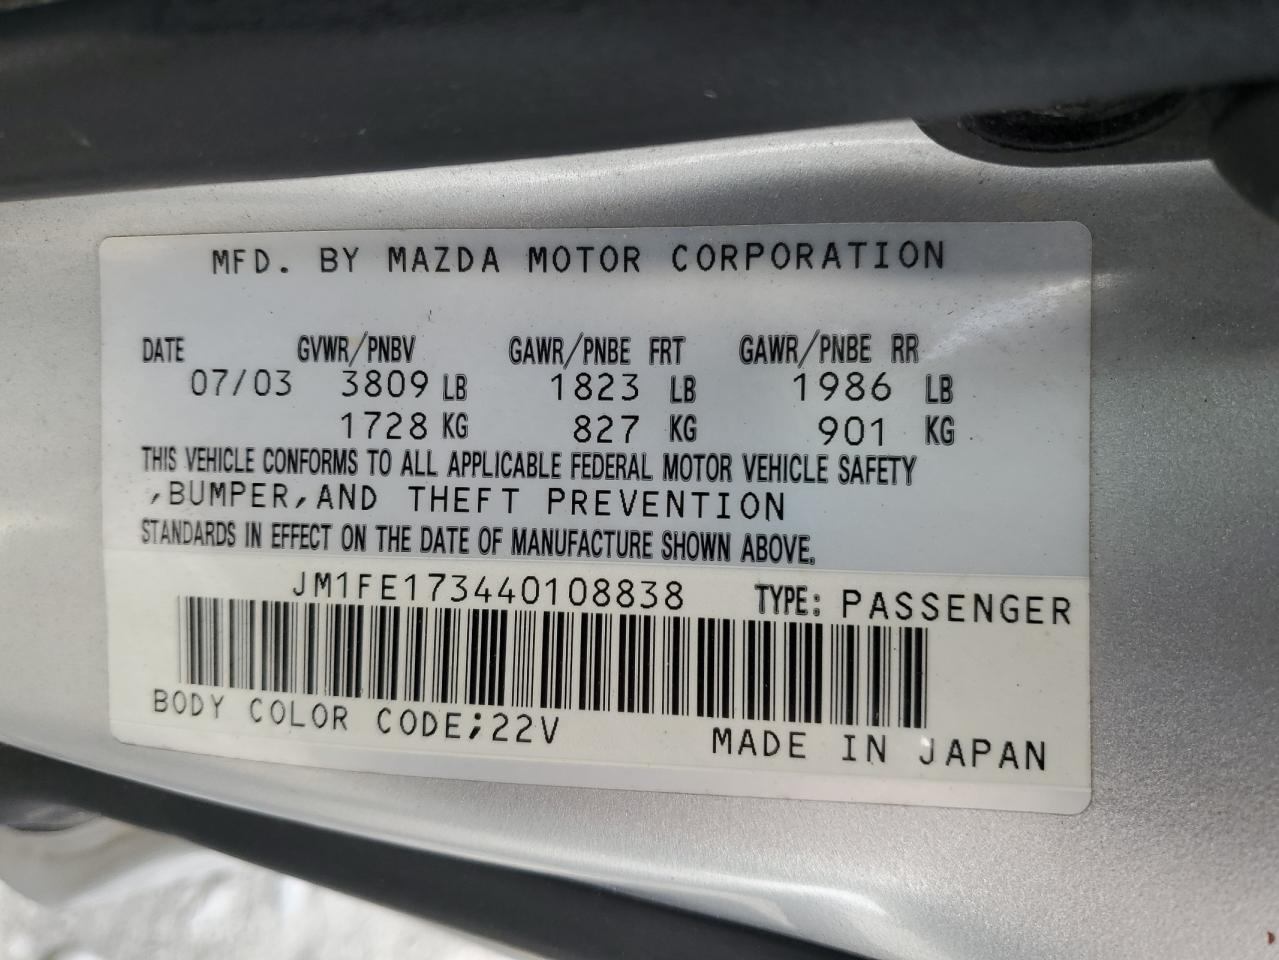 MFD. BY MAZDA MOTOR CORPORATION
DATE GVWR/PNBV GAWR/PNBE FRT GAWR/PNBE RR
07/03 3809 LB 1823 LB 1986 LB
1728 KG 827 KG 901 KG
THIS VEHICLE CONFORMS TO ALL APPLICABLE FEDERAL MOTOR VEHICLE SAFETY
,BUMPER,AND THEFT PREVENTION
STANDARDS IN EFFECT ON THE DATE OF MANUFACTURE SHOWN ABOVE.
JM1FE173440108838 TYPE: PASSENGER
BODY COLOR CODE;22V MADE IN JAPAN